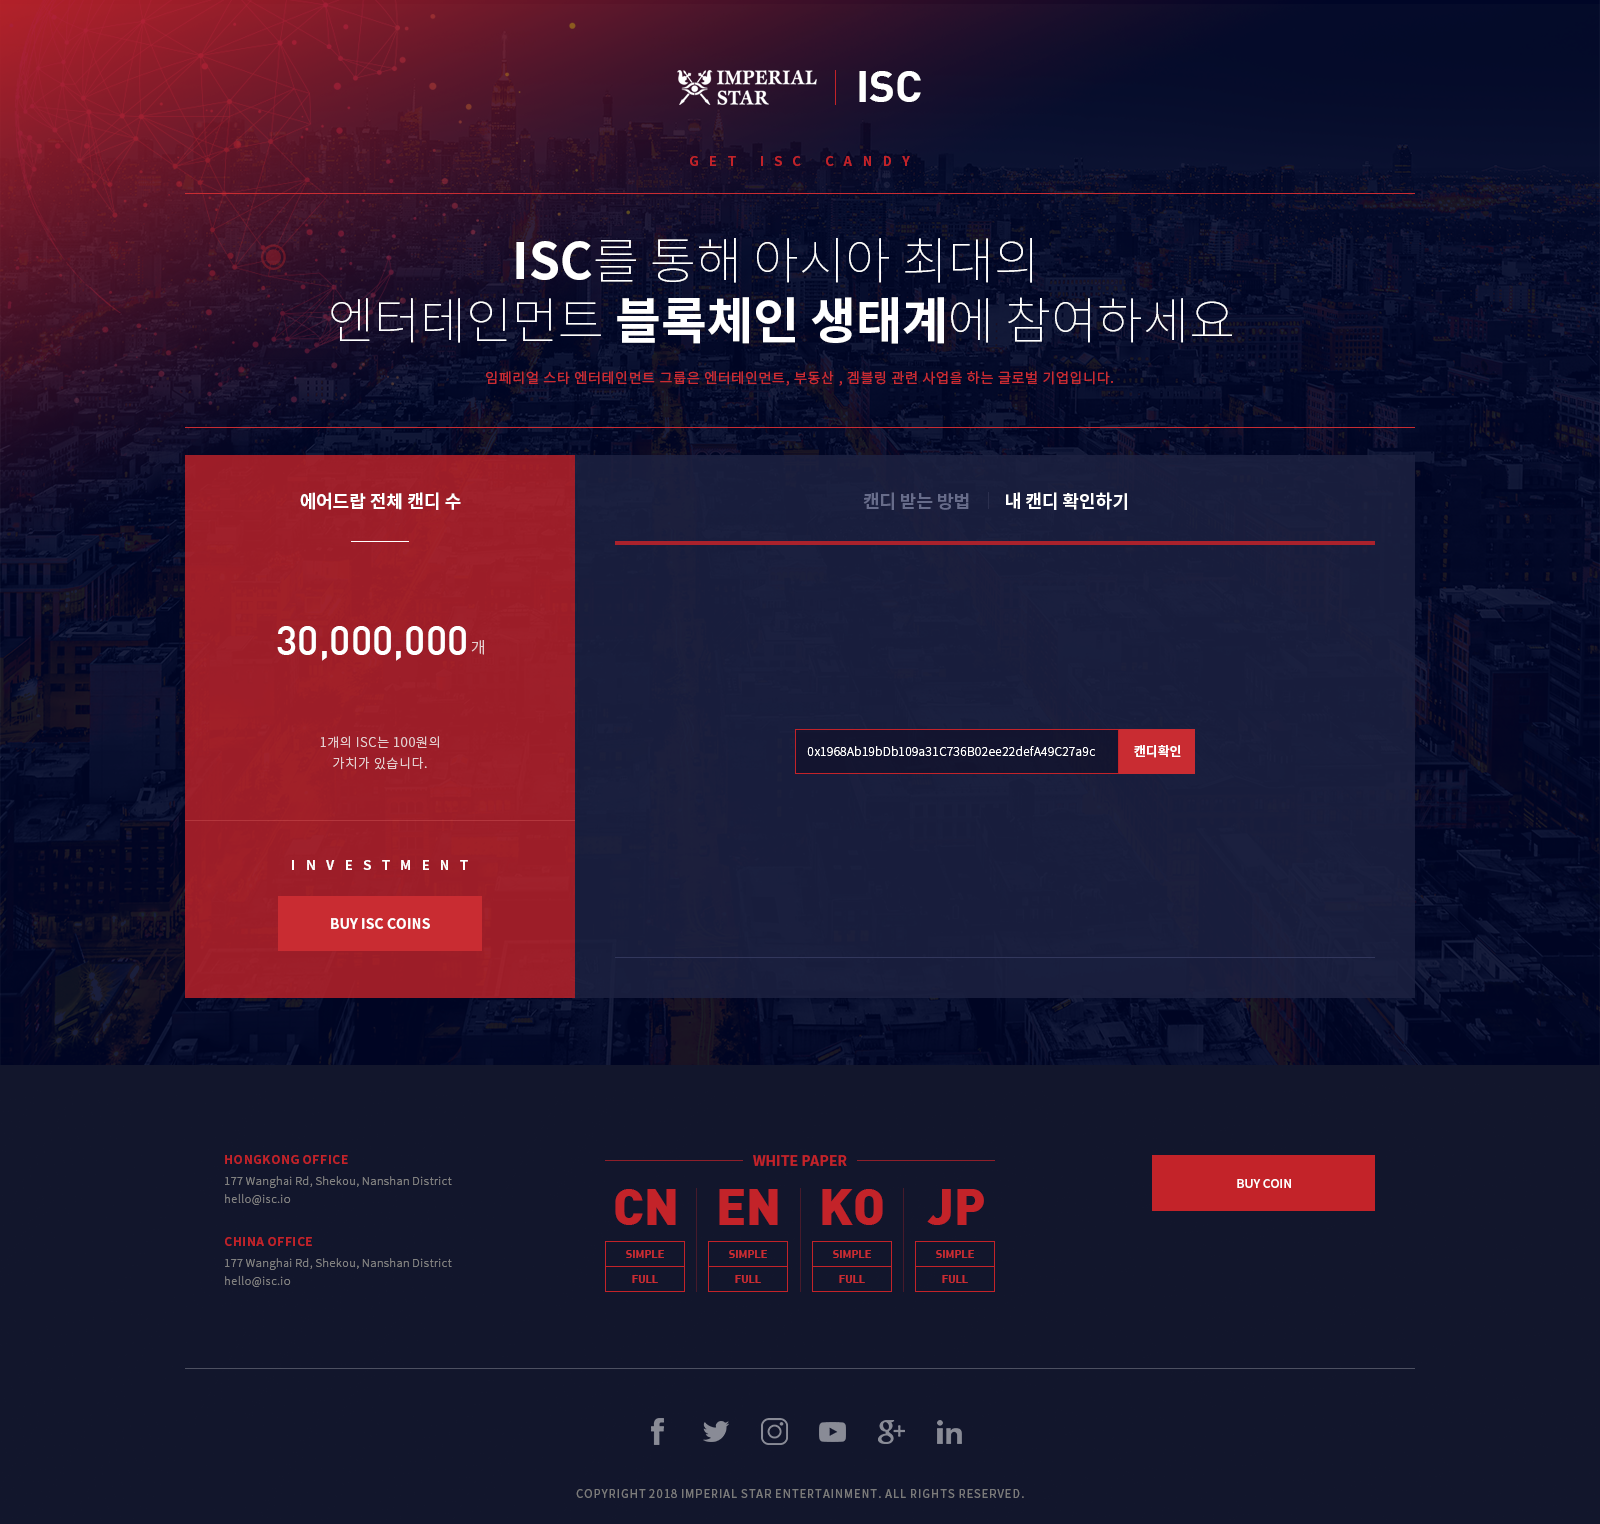 IMPERIAL
STAR
ISC
GET ISC CANDY
ISC를 통해 아시아 최대의
엔터테인먼트 블록체인 생태계에 참여하세요
임페리얼 스타 엔터테인먼트 그룹은 엔터테인먼트, 부동산 , 겜블링 관련 사업을 하는 글로벌 기업입니다.
에어드랍 전체 캔디 수
30,000,000 개
1개의 ISC는 100원의
가치가 있습니다.
INVESTMENT
BUY ISC COINS
캔디 받는 방법
내 캔디 확인하기
0x1968Ab19bDb109a31C736B02ee22defA49C27a9c
캔디확인
HONGKONG OFFICE
177 Wanghai Rd, Shekou, Nanshan District
hello@isc.io
CHINA OFFICE
177 Wanghai Rd, Shekou, Nanshan District
hello@isc.io
WHITE PAPER
CN EN KO JP
SIMPLE SIMPLE SIMPLE SIMPLE
FULL FULL FULL FULL
BUY COIN
COPYRIGHT 2018 IMPERIAL STAR ENTERTAINMENT. ALL RIGHTS RESERVED.